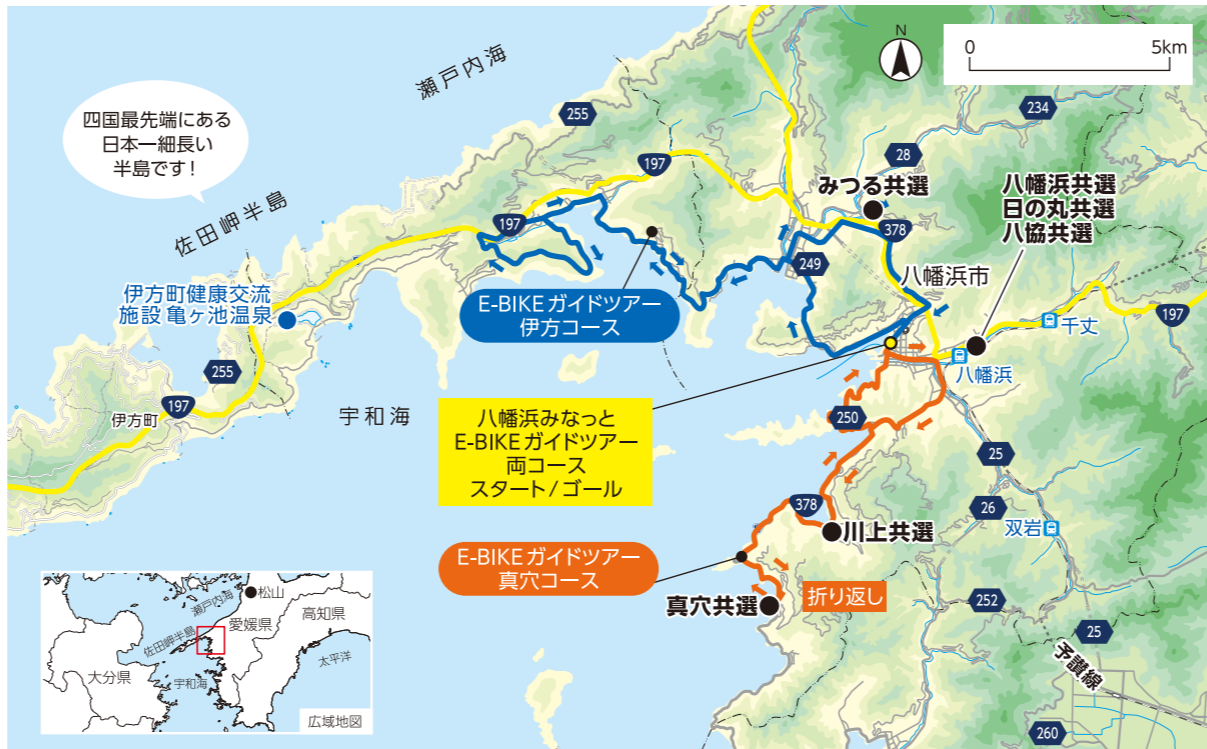 N
0 5km
瀬戸内海
四国最先端にある
日本一細長い
半島です!
佐田岬半島
255
234
28
197
みつる共選
八幡浜共選
日の丸共選
八協共選
378
197
249
八幡浜市
E-BIKEガイドツアー
伊方コース
伊方町健康交流
施設 亀ヶ池温泉
千丈
197
八幡浜
255
197
伊方町
宇和海
八幡浜みなっと
E-BIKEガイドツアー
両コース
スタート/ゴール
250
25
26
双岩
378
川上共選
E-BIKEガイドツアー
真穴コース
折り返し
真穴共選
252
25
予讃線
260
瀬戸内海
松山
佐田岬半島
愛媛県
高知県
太平洋
大分県
宇和海
広域地図